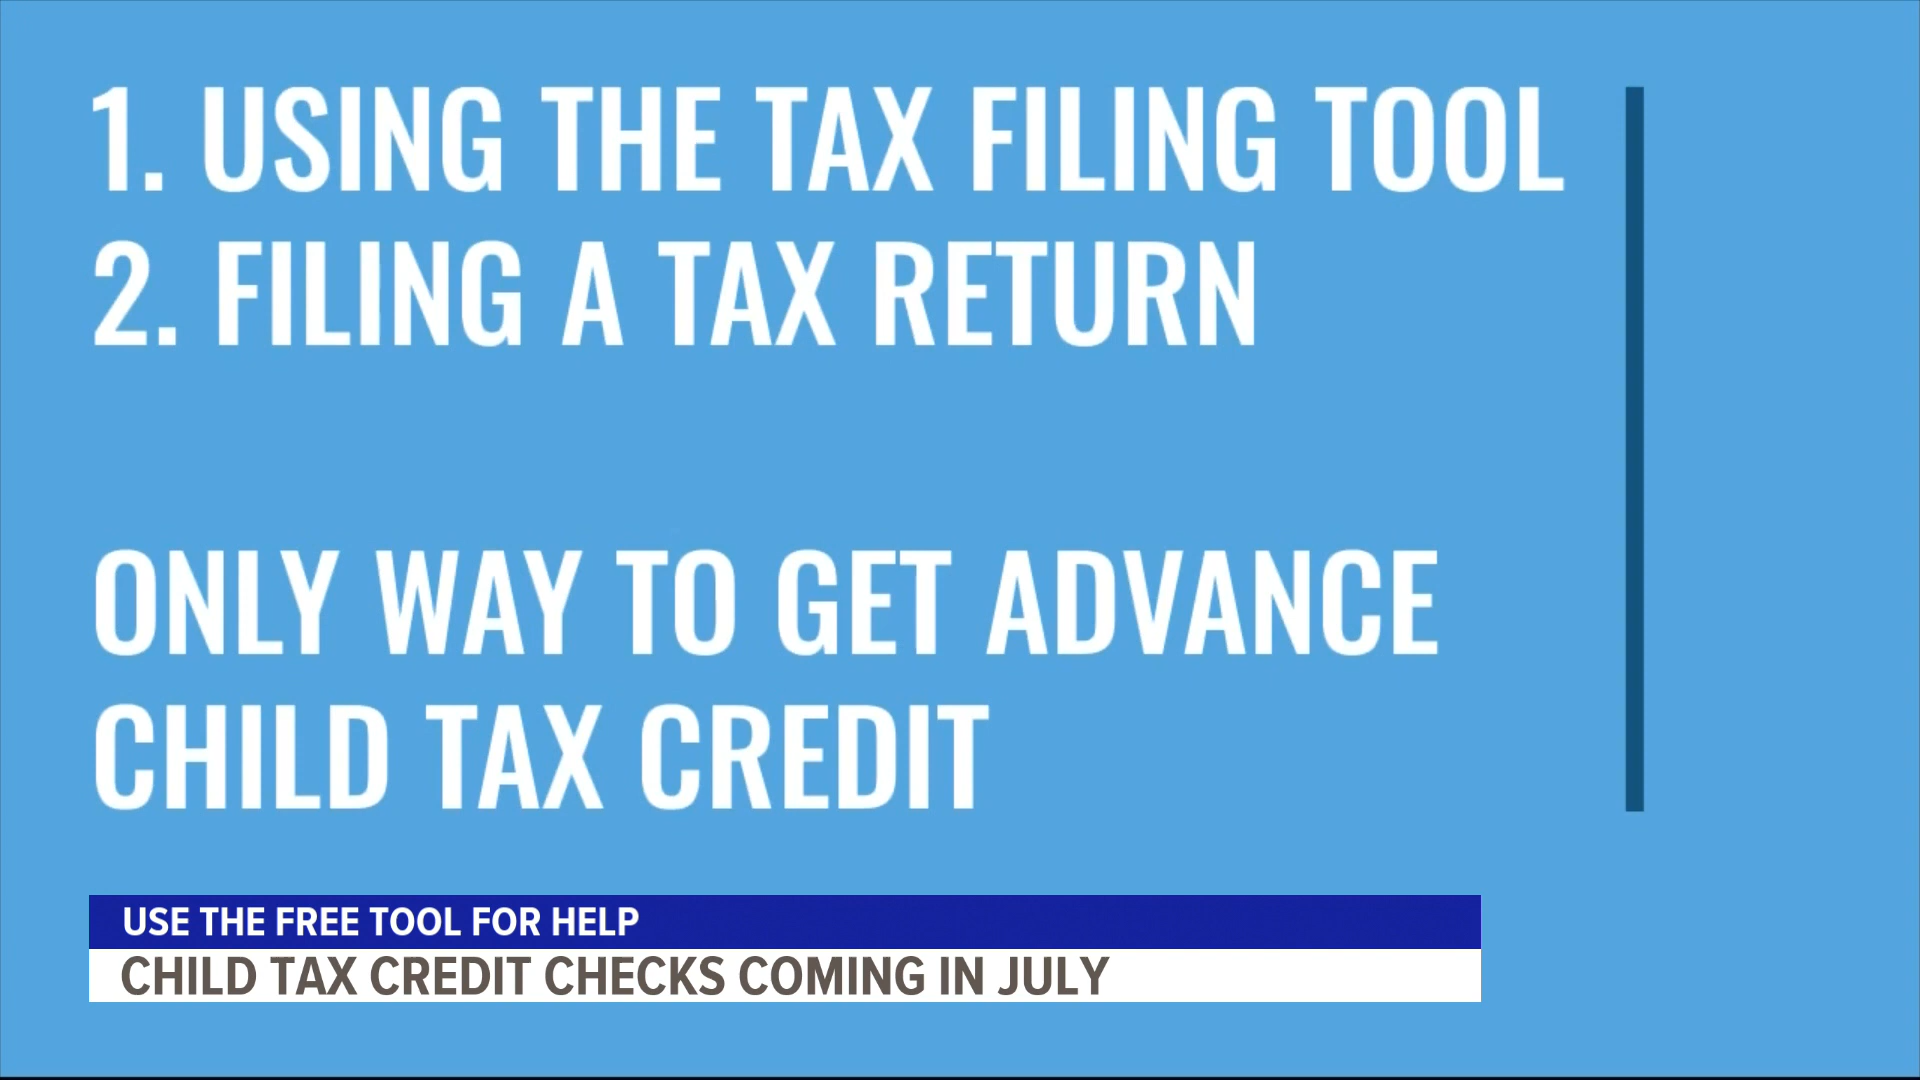 1. USING THE TAX FILING TOOL
2. FILING A TAX RETURN
ONLY WAY TO GET ADVANCE
CHILD TAX CREDIT
USE THE FREE TOOL FOR HELP
CHILD TAX CREDIT CHECKS COMING IN JULY